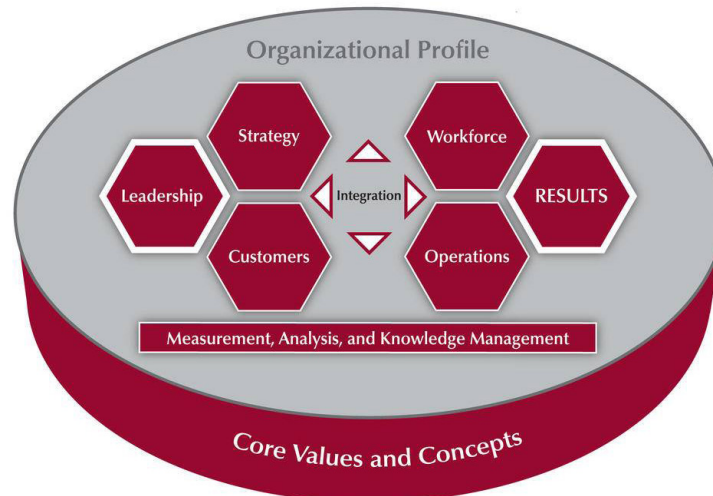 Organizational Profile
Strategy
Workforce
Leadership
Integration
RESULTS
Customers
Operations
Measurement, Analysis, and Knowledge Management
Core Values and Concepts